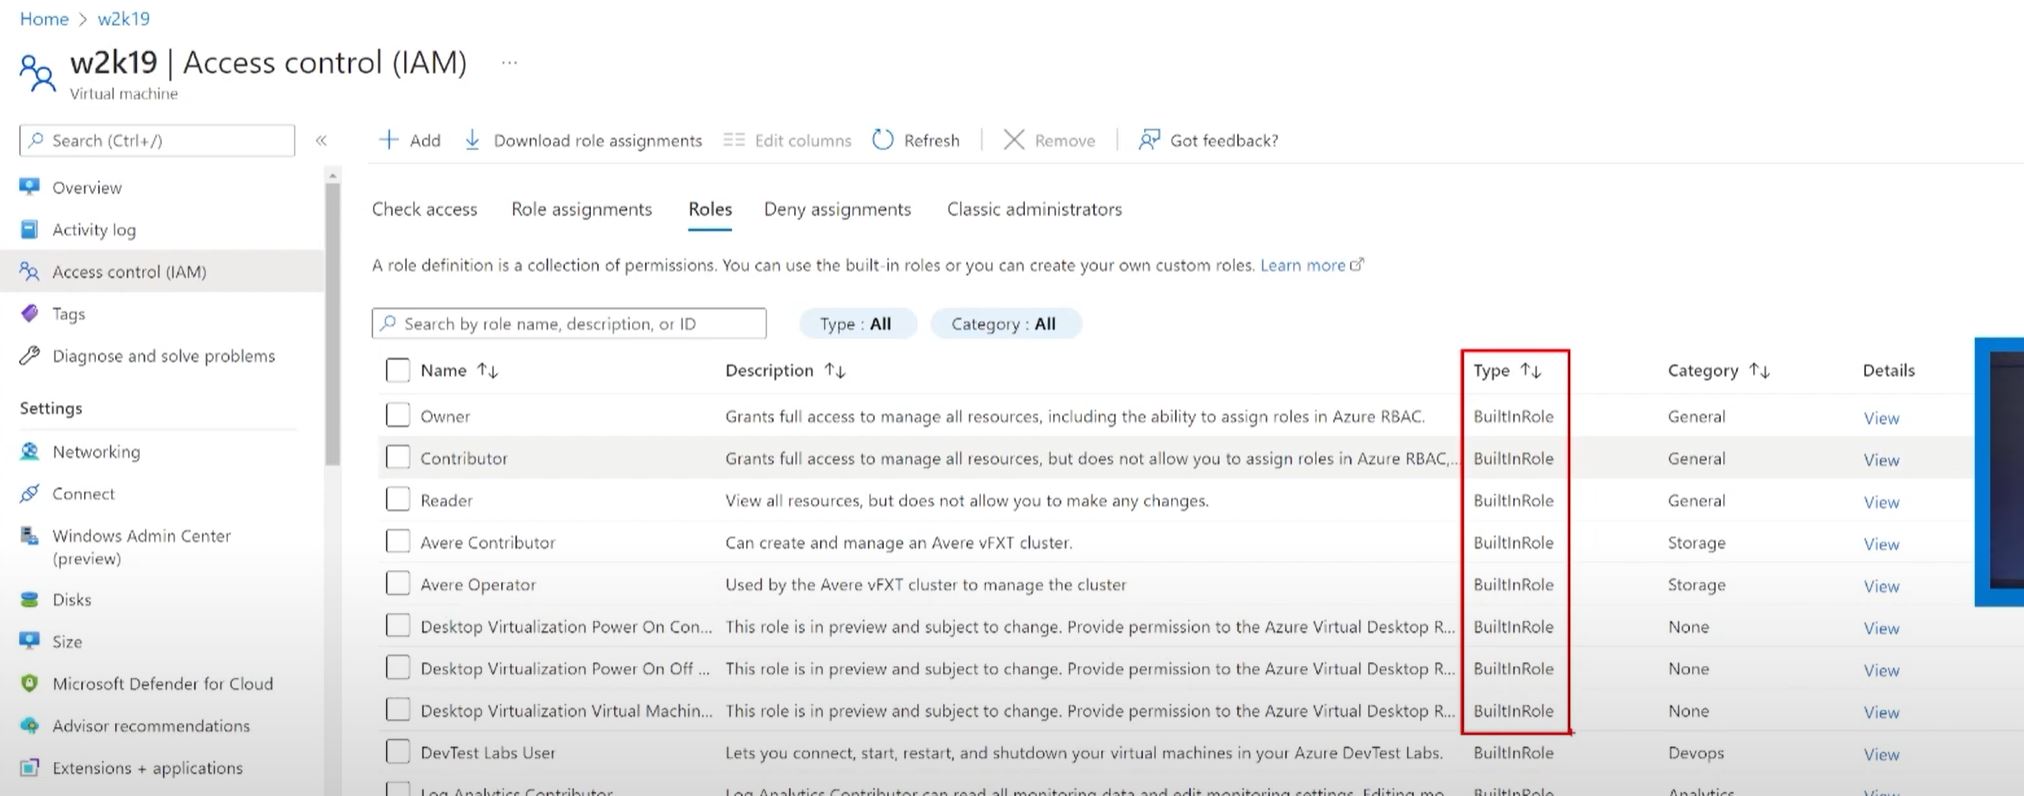 Home > w2k19
w2k19 | Access control (IAM) ...
Virtual machine
Search (Ctrl+/) «
Overview
Activity log
Access control (IAM)
Tags
Diagnose and solve problems
Settings
Networking
Connect
Windows Admin Center
(preview)
Disks
Size
Microsoft Defender for Cloud
Advisor recommendations
Extensions + applications
Add Download role assignments Edit columns Refresh Remove Got feedback?
Check access Role assignments Roles Deny assignments Classic administrators
A role definition is a collection of permissions. You can use the built-in roles or you can create your own custom roles. Learn more
Search by role name, description, or ID Type : All Category : All
Name ↑↓ Description ↑↓ Type ↑↓ Category ↑↓ Details
Owner Grants full access to manage all resources, including the ability to assign roles in Azure RBAC. BuiltInRole General View
Contributor Grants full access to manage all resources, but does not allow you to assign roles in Azure RBAC,... BuiltInRole General View
Reader View all resources, but does not allow you to make any changes. BuiltInRole General View
Avere Contributor Can create and manage an Avere vFXT cluster. BuiltInRole Storage View
Avere Operator Used by the Avere vFXT cluster to manage the cluster BuiltInRole Storage View
Desktop Virtualization Power On Con... This role is in preview and subject to change. Provide permission to the Azure Virtual Desktop R... BuiltInRole None View
Desktop Virtualization Power On Off ... This role is in preview and subject to change. Provide permission to the Azure Virtual Desktop R... BuiltInRole None View
Desktop Virtualization Virtual Machin... This role is in preview and subject to change. Provide permission to the Azure Virtual Desktop R... BuiltInRole None View
DevTest Labs User Lets you connect, start, restart, and shutdown your virtual machines in your Azure DevTest Labs. BuiltInRole Devops View
Log Analytics Contributor Log Analytics Contributor can read all monitoring data and edit monitoring settings. Editing mo... BuiltInRole Analytics View